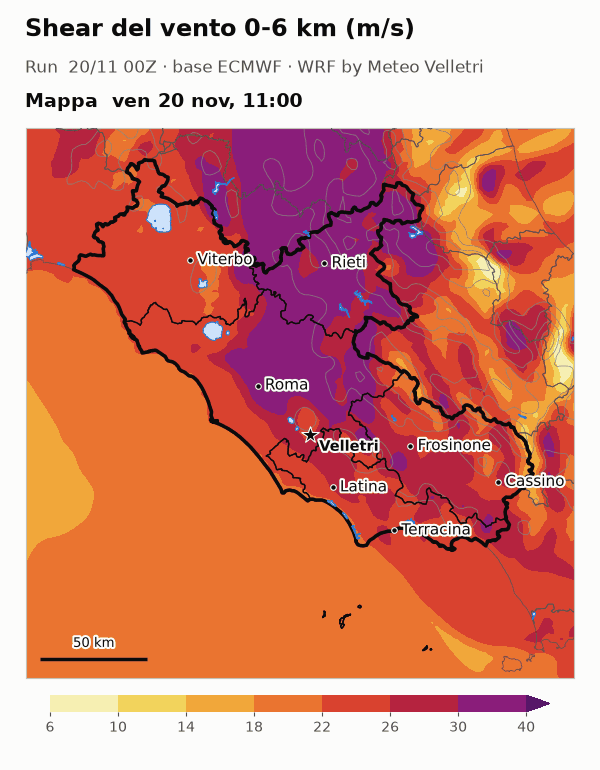 Shear del vento 0-6 km (m/s)
Run  20/11 00Z · base ECMWF · WRF by Meteo Velletri
Mappa  ven 20 nov, 11:00
Viterbo
Rieti
Roma
Velletri
Frosinone
Latina
Cassino
Terracina
50 km
6 10 14 18 22 26 30 40